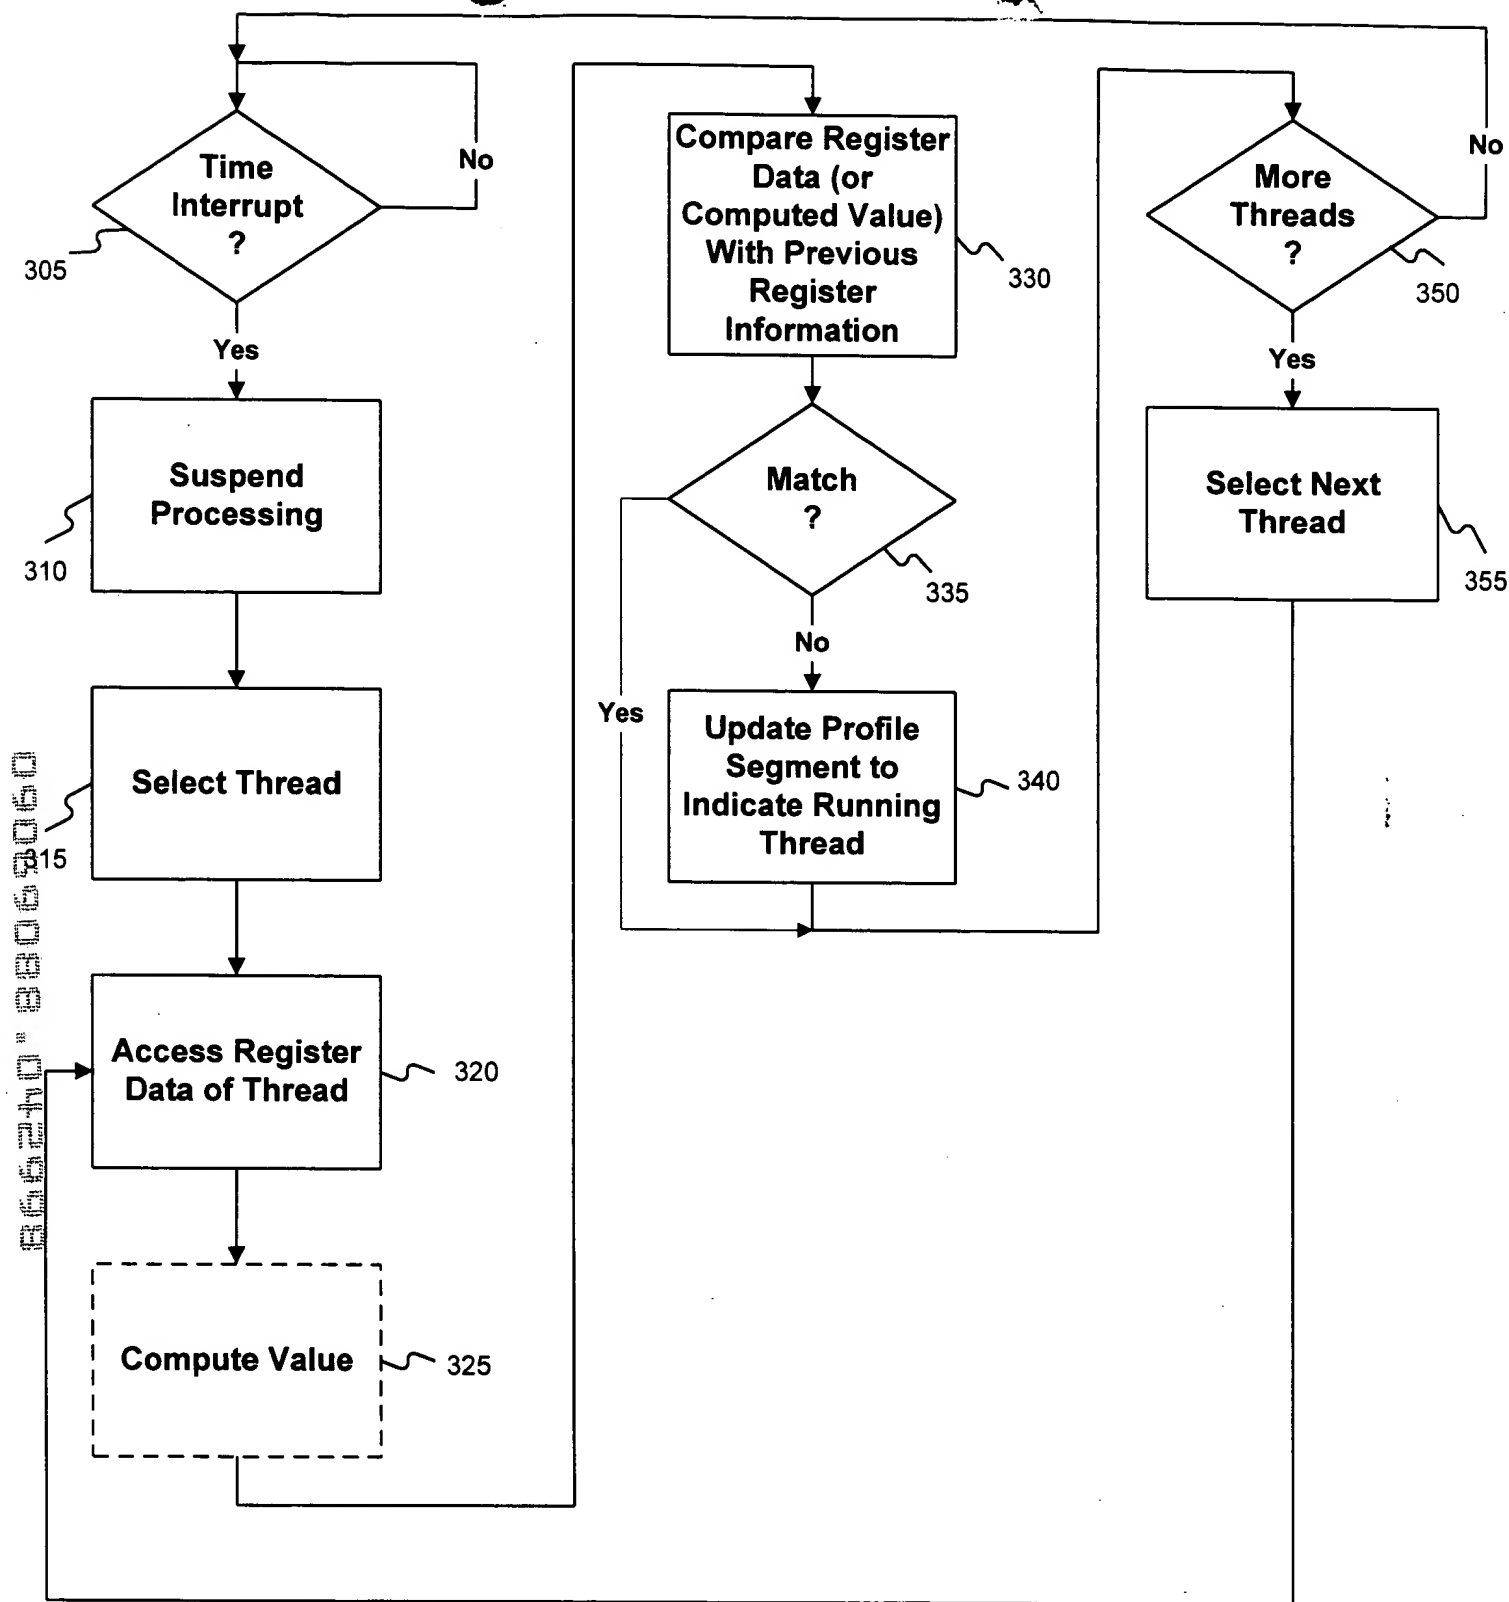 Time
Interrupt
?
No
305
Yes
Suspend
Processing
310
Select Thread
315
Access Register
Data of Thread
320
Compute Value
325
Compare Register
Data (or
Computed Value)
With Previous
Register
Information
330
Match
?
335
No
Yes
Update Profile
Segment to
Indicate Running
Thread
340
More
Threads
?
No
350
Yes
Select Next
Thread
355